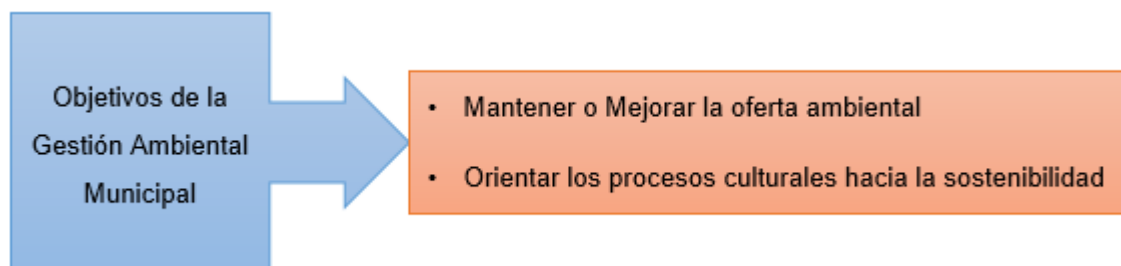 Objetivos de la
Gestión Ambiental
Municipal
• Mantener o Mejorar la oferta ambiental
• Orientar los procesos culturales hacia la sostenibilidad